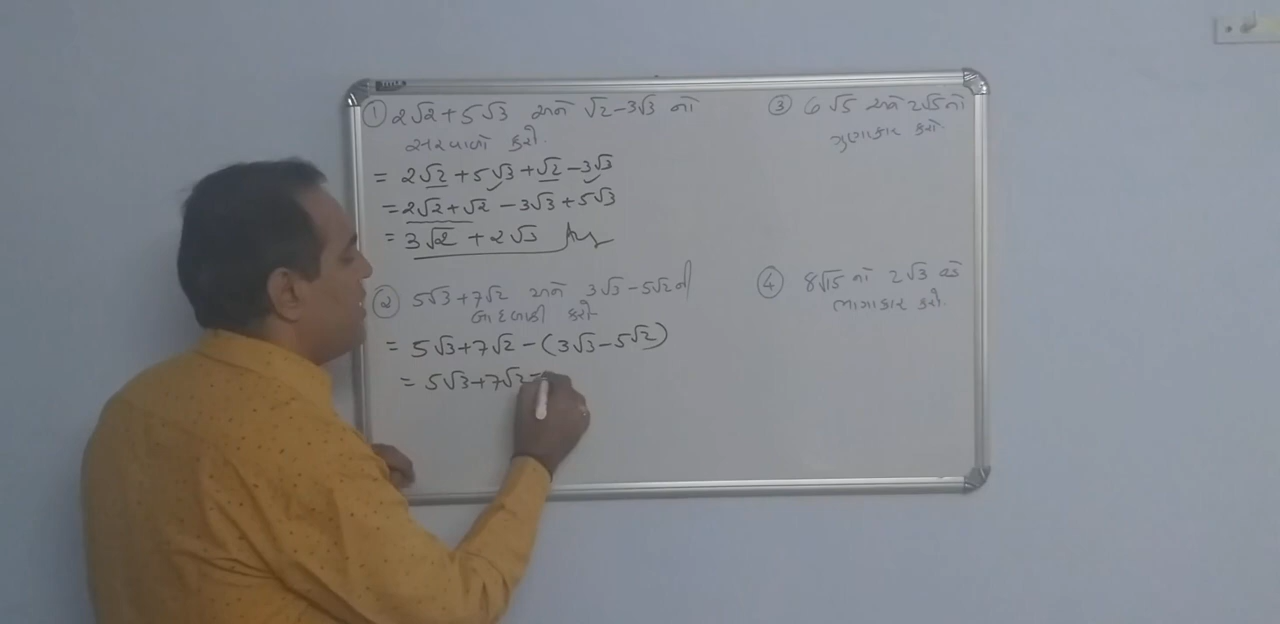 ① 2√2 + 5√3 અને √2 - 3√3 નો
સરવાળો કરો.
= 2√2 + 5√3 + √2 - 3√3
= 2√2 + √2 - 3√3 + 5√3
= 3√2 + 2√3 Ans
② 5√3 + 7√2 અને 3√3 - 5√2 ની
બાદબાકી કરો
= 5√3 + 7√2 - (3√3 - 5√2)
= 5√3 + 7√2 -
③ 6√5 અને 2√5 નો
ગુણાકાર કરો.
④ 8√15 નો 2√3 વડે
ભાગાકાર કરો.